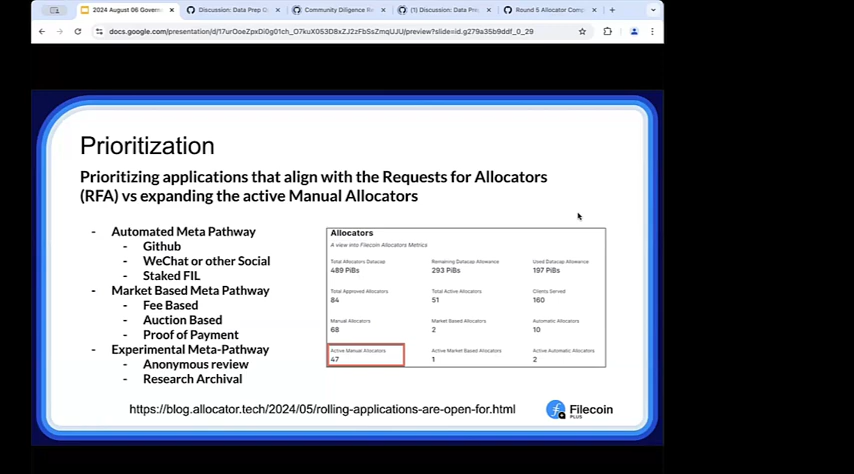 2024 August 06 Govern
Discussion: Data Prep
Community Diligence Re
(1) Discussion: Data Prep
Round 5 Allocator Comp
docs.google.com/presentation/d/
Prioritization
Prioritizing applications that align with the Requests for Allocators
(RFA) vs expanding the active Manual Allocators
- Automated Meta Pathway
- Github
- WeChat or other Social
- Staked FIL
- Market Based Meta Pathway
- Fee Based
- Auction Based
- Proof of Payment
- Experimental Meta-Pathway
- Anonymous review
- Research Archival
Allocators
A view into Filecoin Allocators Metrics
Total Allocators Datacap
489 PiBs
Remaining Datacap Allowance
293 PiBs
Used Datacap Allowance
197 PiBs
Total Approved Allocators
84
Total Active Allocators
51
Clients Served
160
Manual Allocators
68
Market Based Allocators
2
Automatic Allocators
10
Active Manual Allocators
47
Active Market Based Allocators
1
Active Automatic Allocators
2
https://blog.allocator.tech/2024/05/rolling-applications-are-open-for.html
Filecoin
PLUS